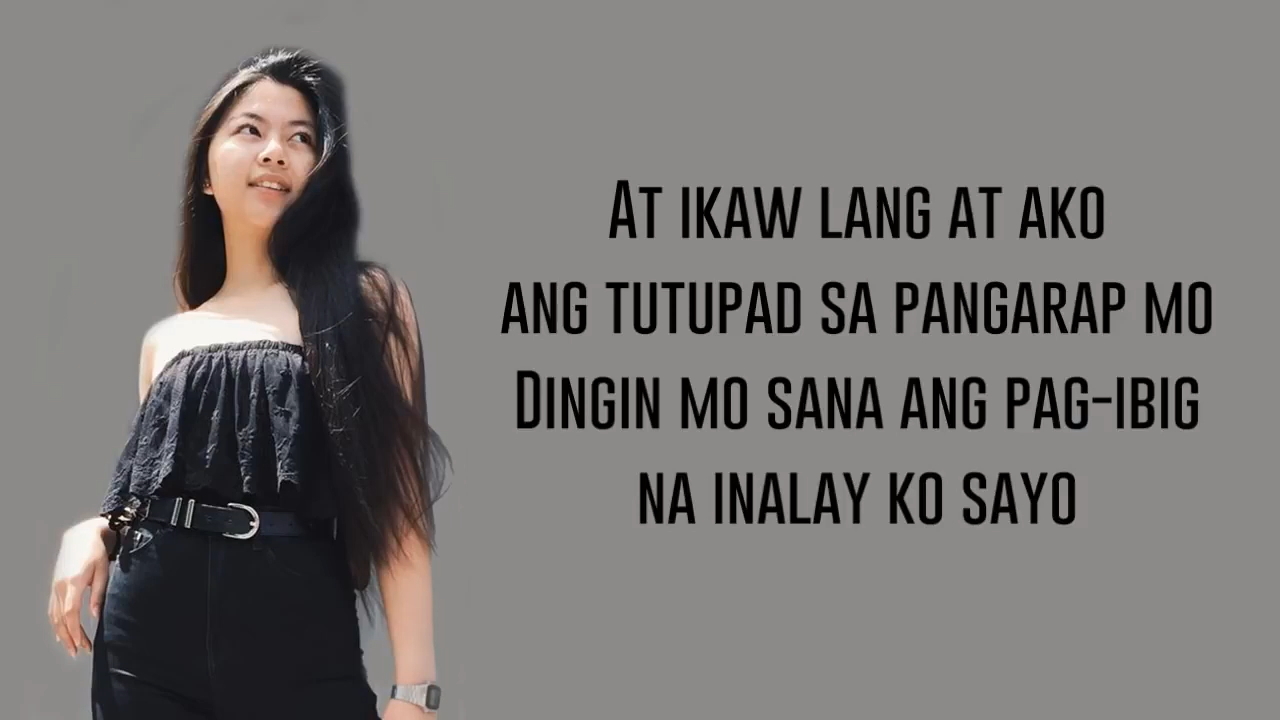 At ikaw lang at ako
ang tutupad sa pangarap mo
Dingin mo sana ang pag-ibig
na inalay ko sayo